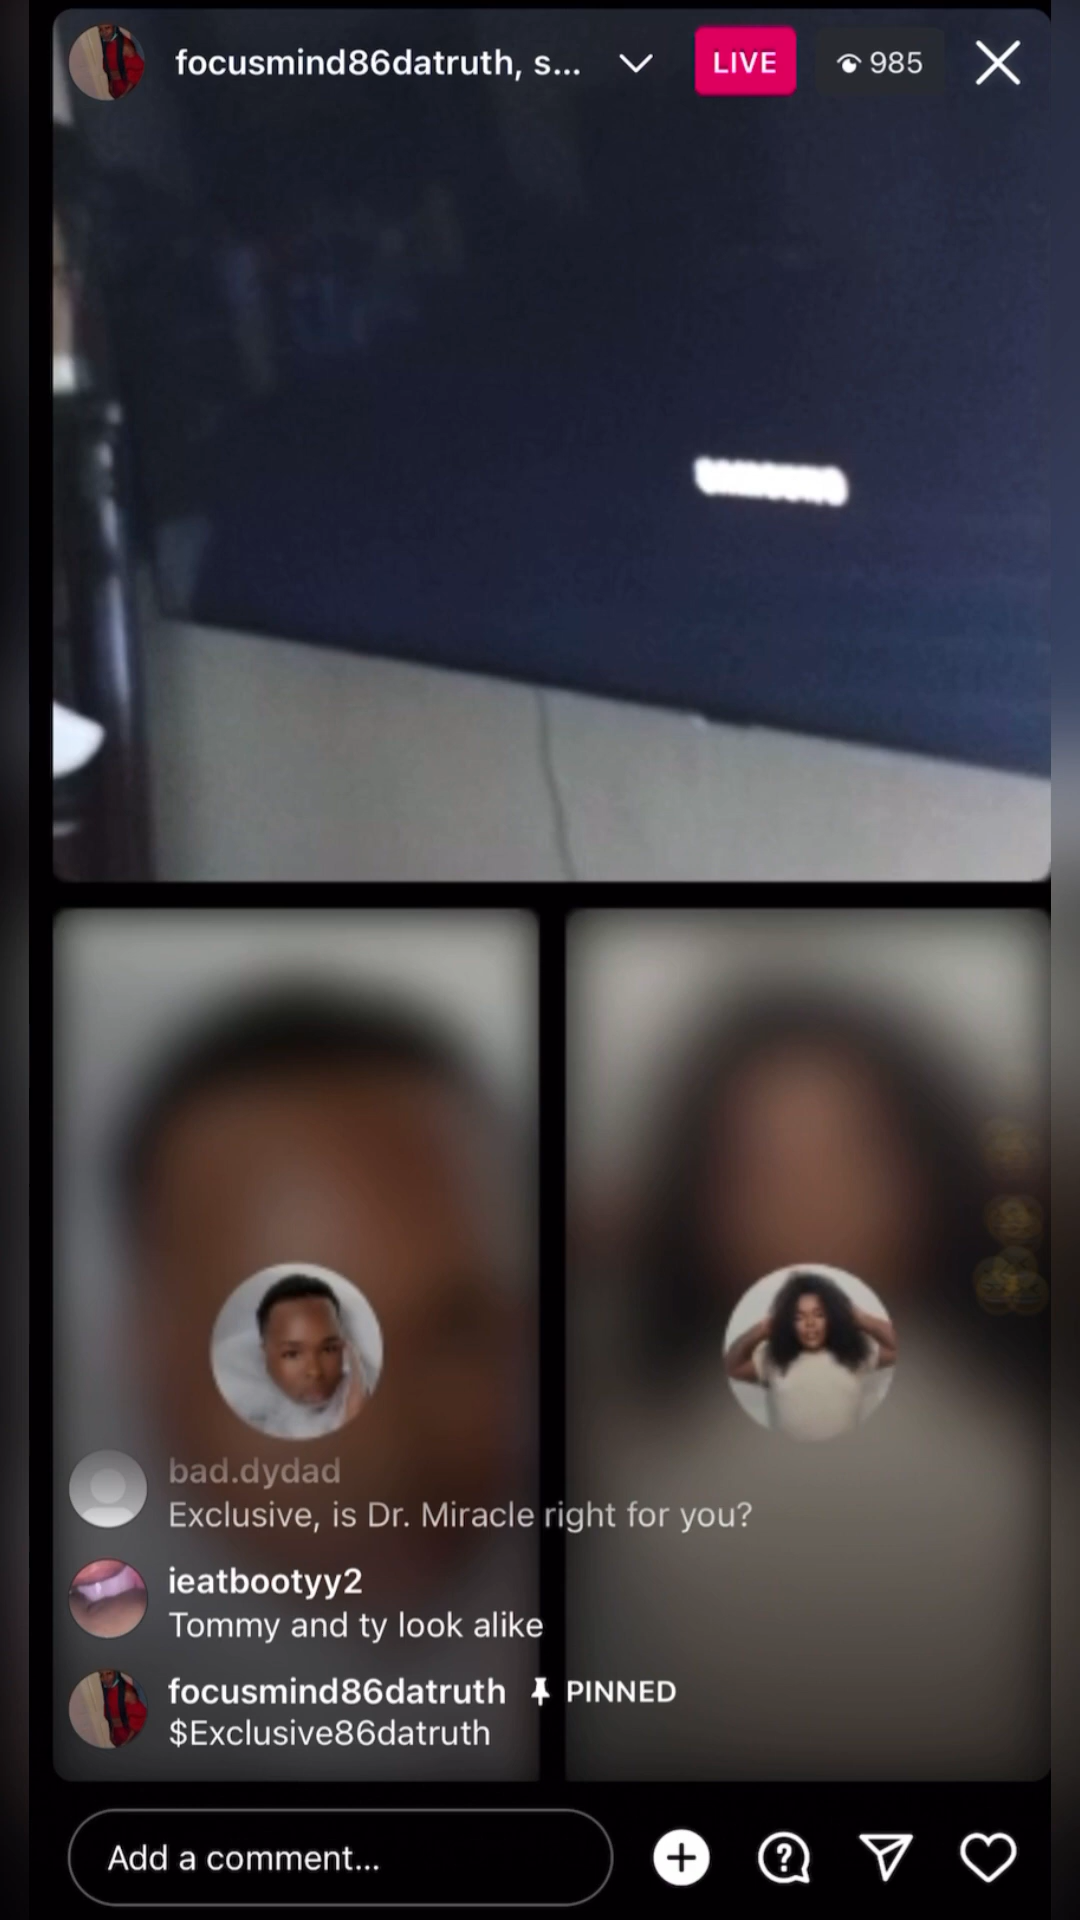 focusmind86datruth, s...
LIVE
985
bad.dydad
Exclusive, is Dr. Miracle right for you?
ieatbootyy2
Tommy and ty look alike
focusmind86datruth PINNED
$Exclusive86datruth
Add a comment...